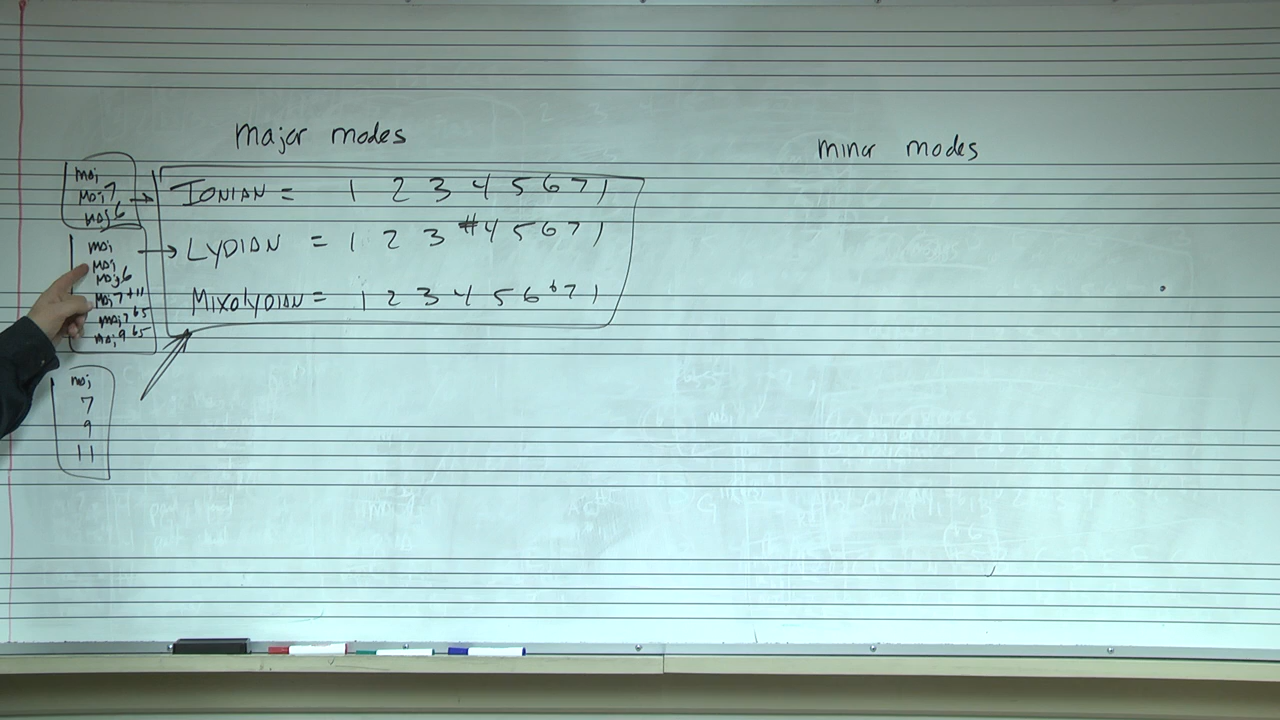 Major modes
minor modes
maj
maj7
maj6
IONIAN = 1 2 3 4 5 6 7 1
maj
maj
maj6
maj7+11
maj7b5
maj9b5
LYDIAN = 1 2 3 #4 5 6 7 1
MIXOLYDIAN = 1 2 3 4 5 6 b7 1
maj
7
9
11